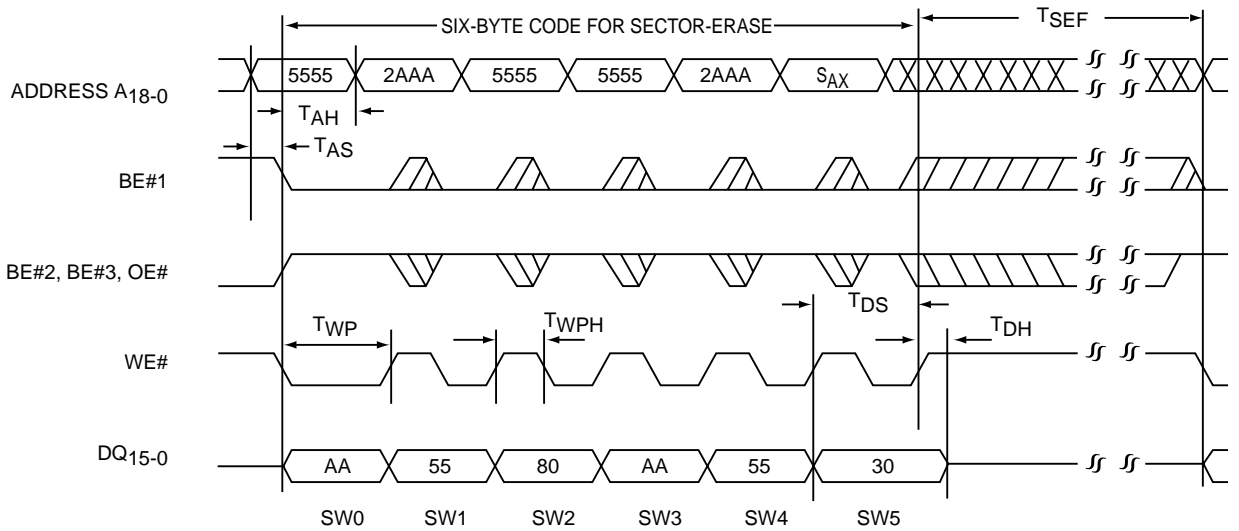 SIX-BYTE CODE FOR SECTOR-ERASE
TSEF
ADDRESS A18-0
5555 2AAA 5555 5555 2AAA SAX
TAH
TAS
BE#1
BE#2, BE#3, OE#
TDS
TWP
TWPH
TDH
WE#
DQ15-0
AA 55 80 AA 55 30
SW0 SW1 SW2 SW3 SW4 SW5